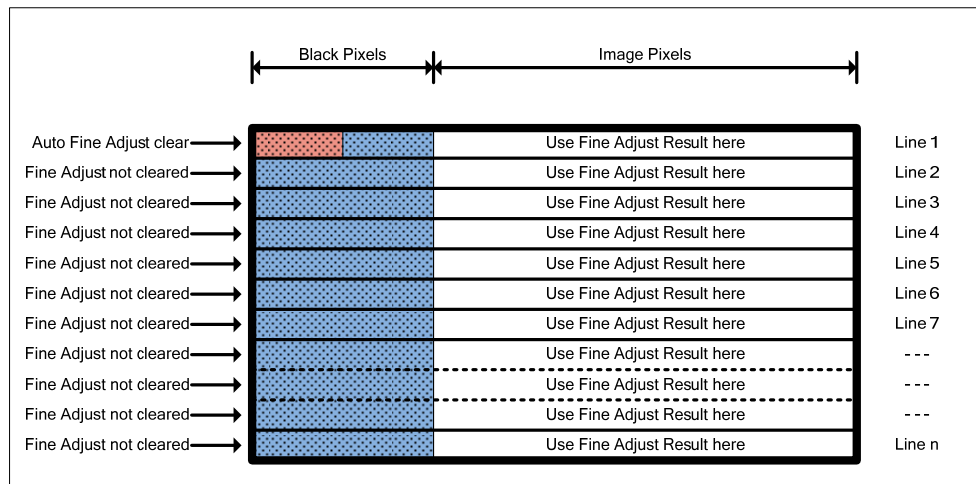 Black Pixels Image Pixels
Auto Fine Adjust clear Use Fine Adjust Result here Line 1
Fine Adjust not cleared Use Fine Adjust Result here Line 2
Fine Adjust not cleared Use Fine Adjust Result here Line 3
Fine Adjust not cleared Use Fine Adjust Result here Line 4
Fine Adjust not cleared Use Fine Adjust Result here Line 5
Fine Adjust not cleared Use Fine Adjust Result here Line 6
Fine Adjust not cleared Use Fine Adjust Result here Line 7
Fine Adjust not cleared Use Fine Adjust Result here ---
Fine Adjust not cleared Use Fine Adjust Result here ---
Fine Adjust not cleared Use Fine Adjust Result here ---
Fine Adjust not cleared Use Fine Adjust Result here Line n